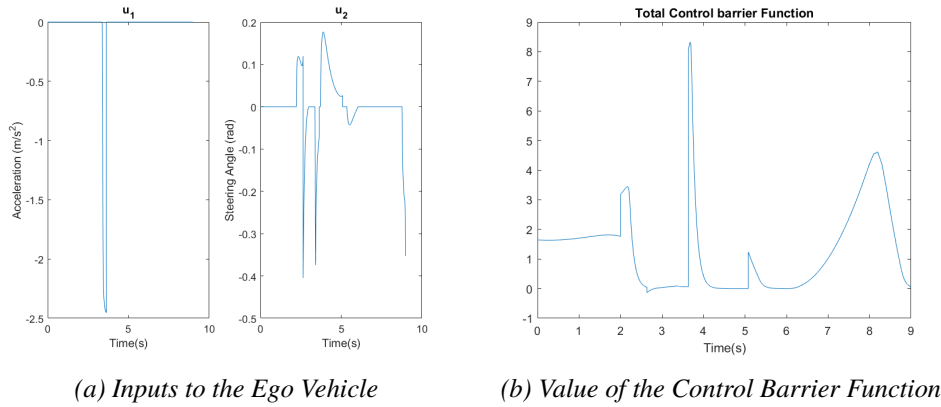 u1
0
-0.5
-1
-1.5
-2
-2.5
Acceleration (m/s2)
0
5
10
Time(s)
u2
0.2
0.1
0
-0.1
-0.2
-0.3
-0.4
-0.5
Steering Angle (rad)
0
5
10
Time(s)
Total Control barrier Function
9
8
7
6
5
4
3
2
1
0
-1
0 1 2 3 4 5 6 7 8 9
Time(s)
(a) Inputs to the Ego Vehicle
(b) Value of the Control Barrier Function